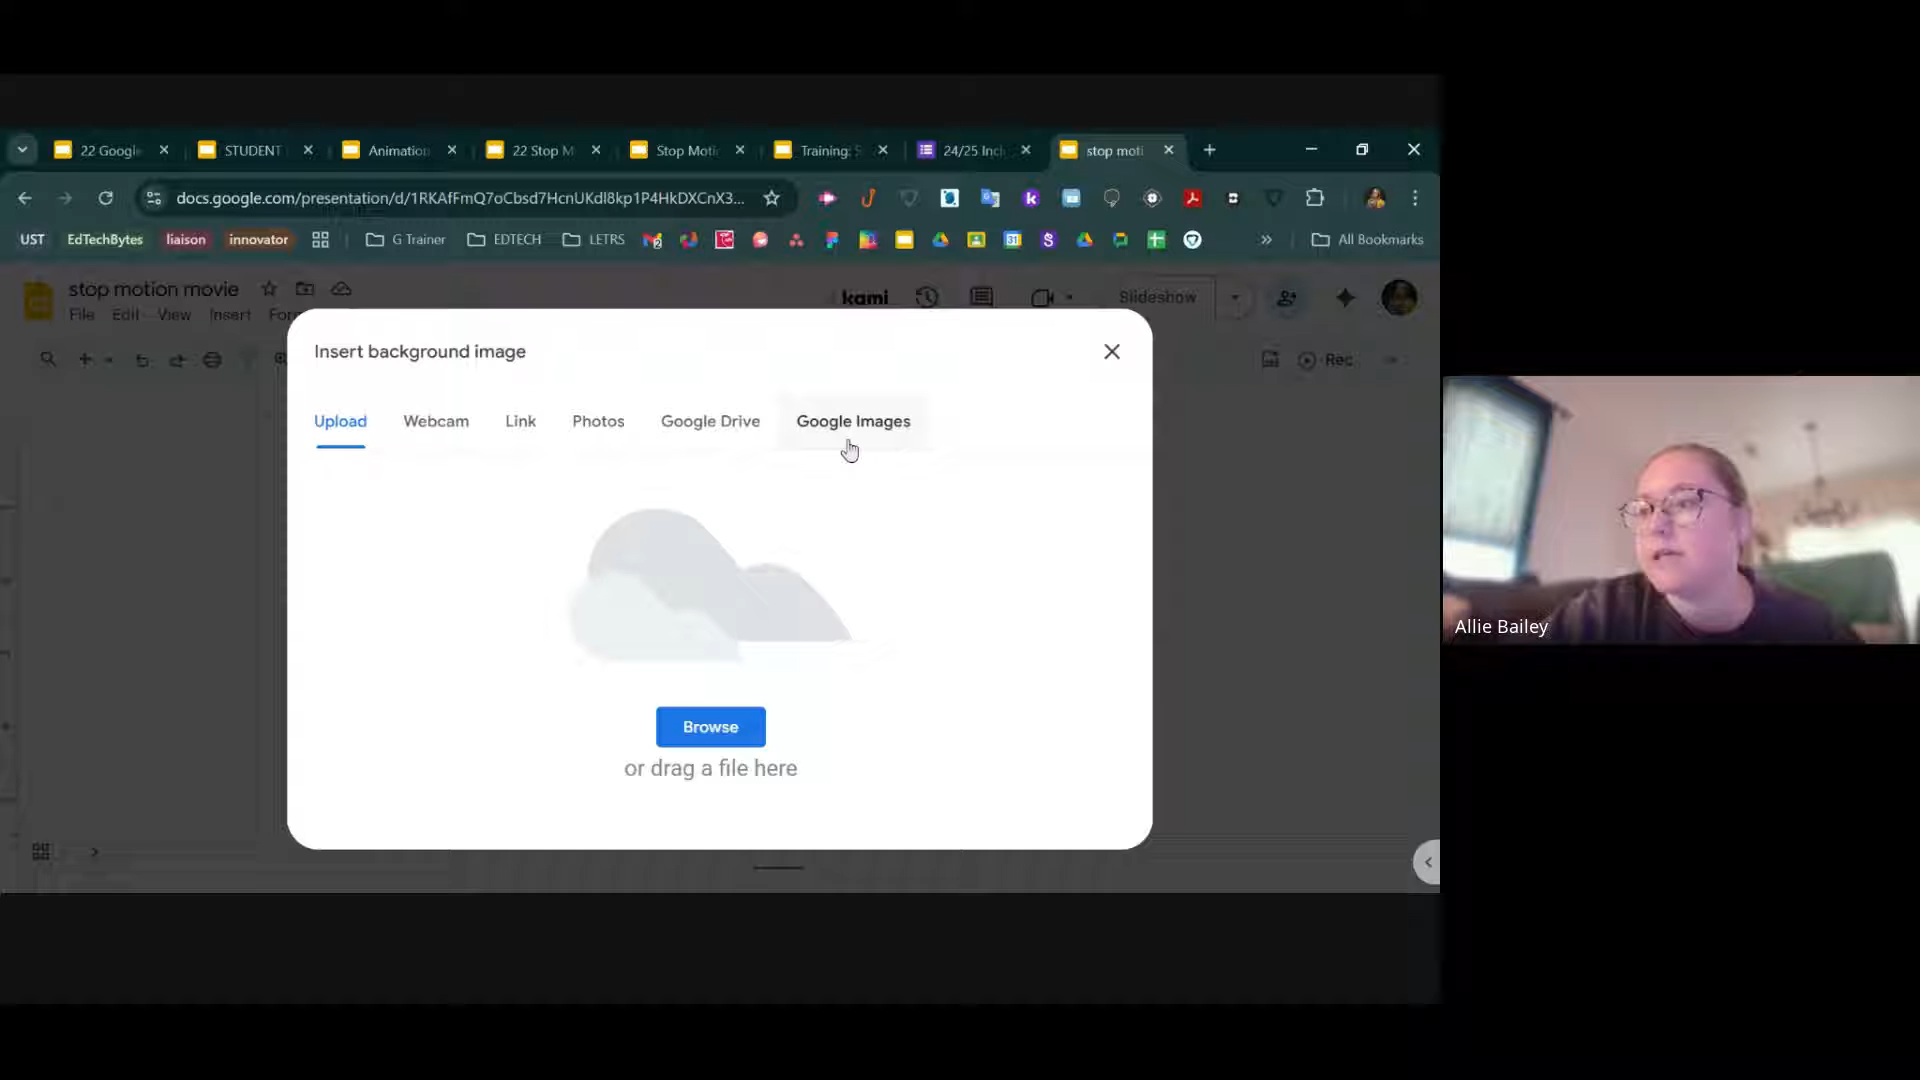 22 Google
STUDENT
Animation
22 Stop M
Stop Moti
Training: S
24/25 Incl
stop moti
docs.google.com/presentation/d/1RKAfFmQ7oCbsd7HcnUKdl8kp1P4HkDXCnX3...
UST
EdTechBytes
liaison
innovator
G Trainer
EDTECH
LETRS
All Bookmarks
stop motion movie
kami
Slideshow
File Edit View Insert For
Rec
Insert background image
Upload Webcam Link Photos Google Drive Google Images
Browse
or drag a file here
Allie Bailey